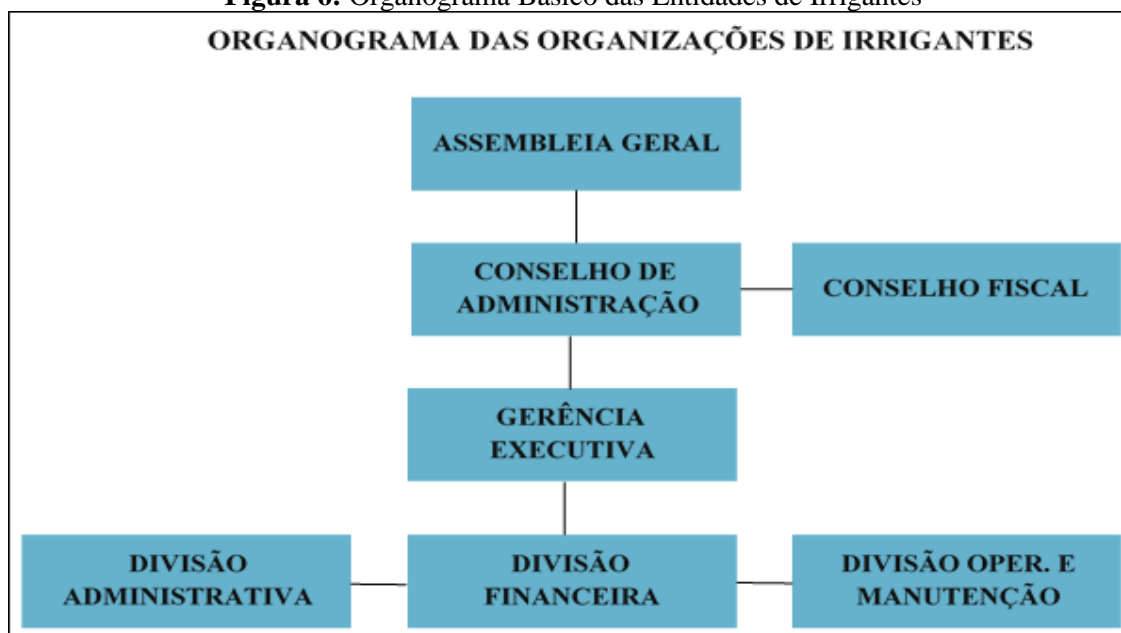 Figura 6: Organograma Básico das Entidades de Irrigantes
ORGANOGRAMA DAS ORGANIZAÇÕES DE IRRIGANTES
ASSEMBLEIA GERAL
CONSELHO DE
ADMINISTRAÇÃO
CONSELHO FISCAL
GERÊNCIA
EXECUTIVA
DIVISÃO
ADMINISTRATIVA
DIVISÃO
FINANCEIRA
DIVISÃO OPER. E
MANUTENÇÃO